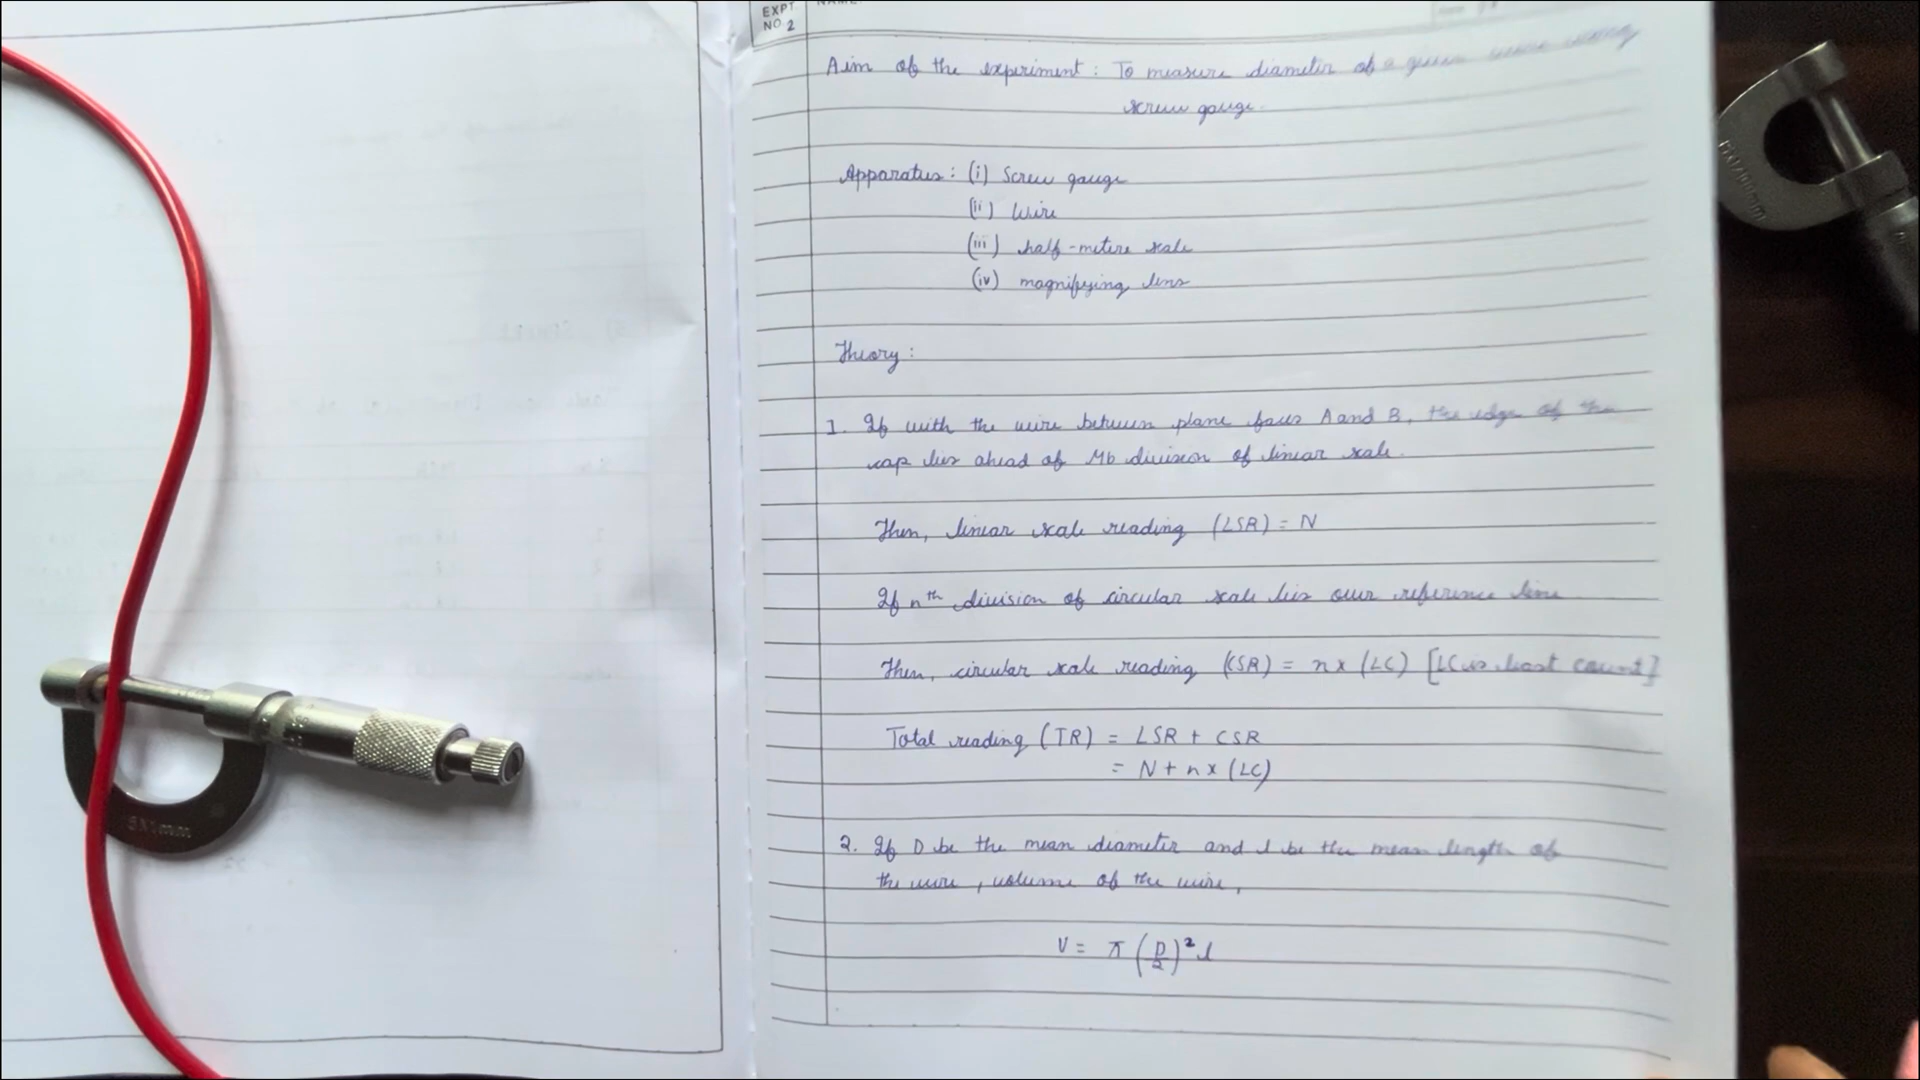 EXPT.
NO. 2
Aim of the experiment : To measure diameter of a given wire using
screw gauge.
Apparatus : (i) Screw gauge
(ii) Wire
(iii) half-metre scale
(iv) magnifying lens
Theory :
1. If with the wire between plane faces A and B, the edge of the
cap lies ahead of Mb division of linear scale.
Then, linear scale reading (LSR) = N
If nth division of circular scale lies over reference line
Then, circular scale reading (CSR) = n x (LC) [LC is least count]
Total reading (TR) = LSR + CSR
= N + n x (LC)
2. If D be the mean diameter and l be the mean length of
the wire, volume of the wire,
V = π (D/2)² l